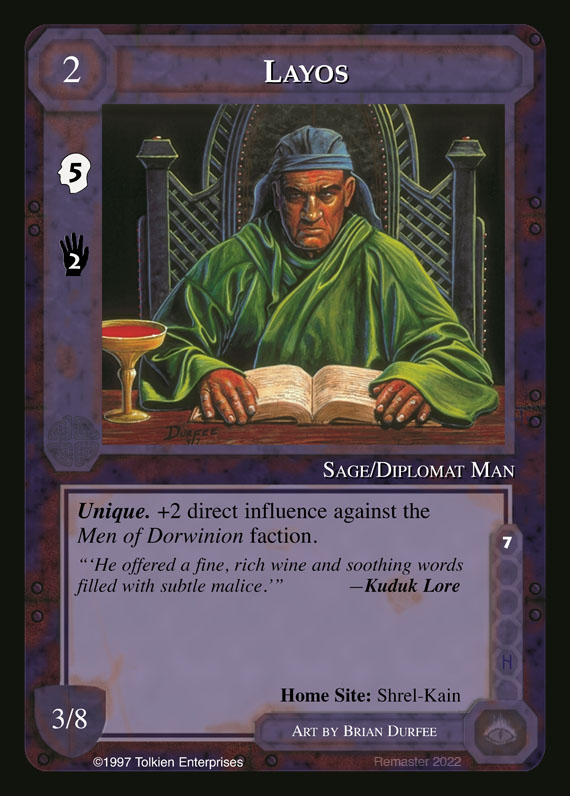 2
LAYOS
5
2
DURFEE
SAGE/DIPLOMAT MAN
Unique. +2 direct influence against the
Men of Dorwinion faction.
“‘He offered a fine, rich wine and soothing words
filled with subtle malice.’” —Kuduk Lore
7
H
Home Site: Shrel-Kain
3/8
ART BY BRIAN DURFEE
©1997 Tolkien Enterprises
Remaster 2022